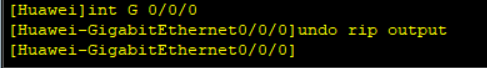 [Huawei]int G 0/0/0
[Huawei-GigabitEthernet0/0/0]undo rip output
[Huawei-GigabitEthernet0/0/0]